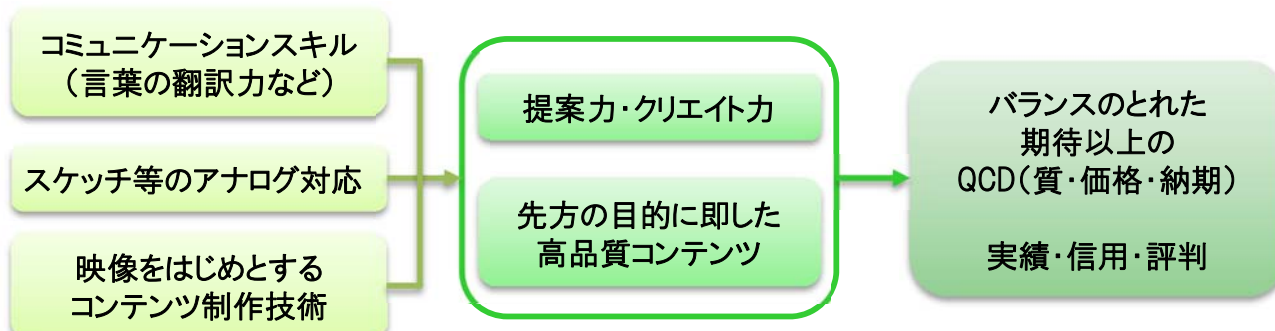 コミュニケーションスキル
(言葉の翻訳力など)
スケッチ等のアナログ対応
映像をはじめとする
コンテンツ制作技術
提案力・クリエイト力
先方の目的に即した
高品質コンテンツ
バランスのとれた
期待以上の
QCD(質・価格・納期)
実績・信用・評判